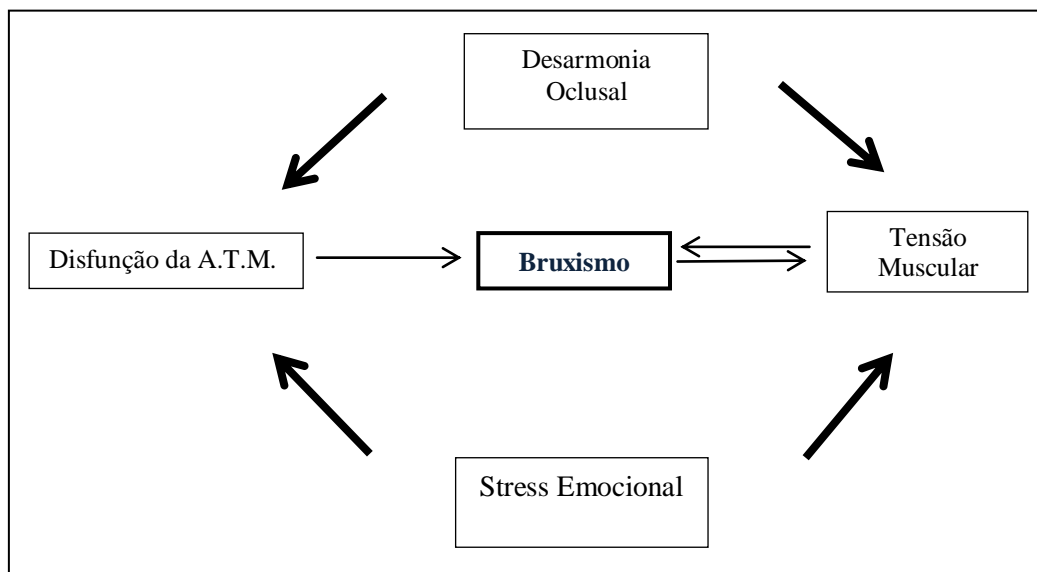 Desarmonia
Oclusal
Disfunção da A.T.M.
Bruxismo
Tensão
Muscular
Stress Emocional